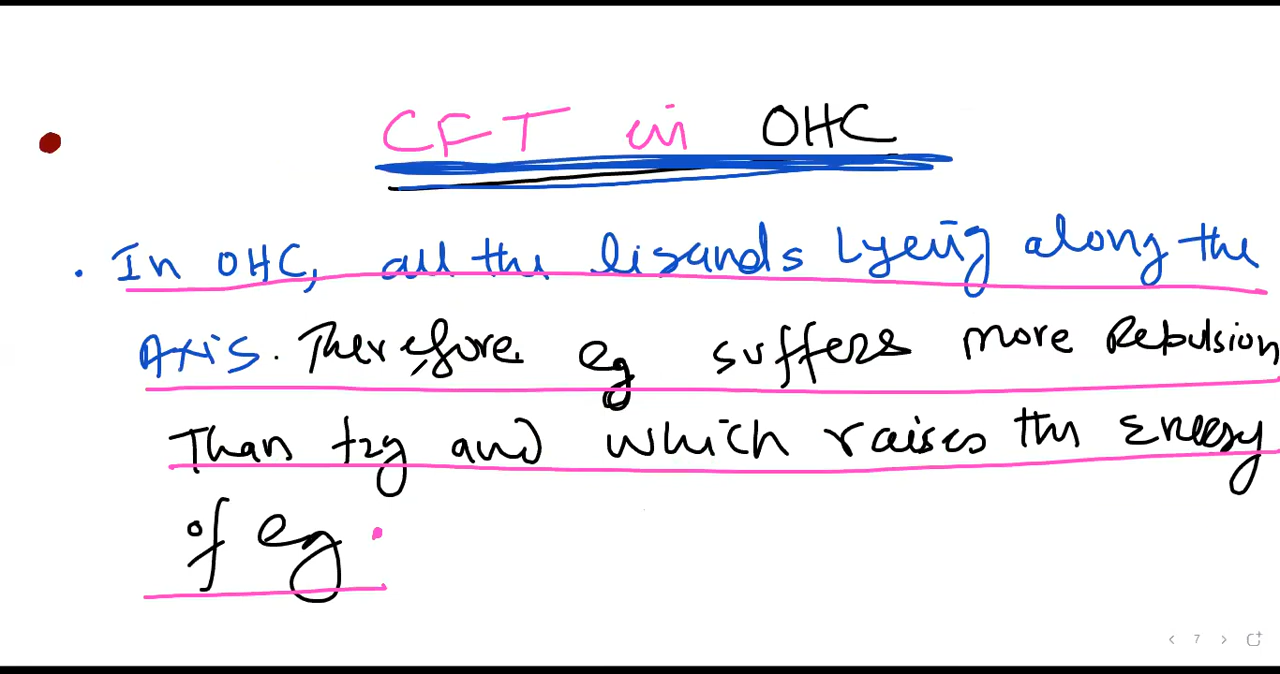 CFT in OHC
. In OHC, all the ligands Lyeing along the
Axis. Therefore eg suffers more Repulsion
Than t2g and which raises the Energy
of eg.
7